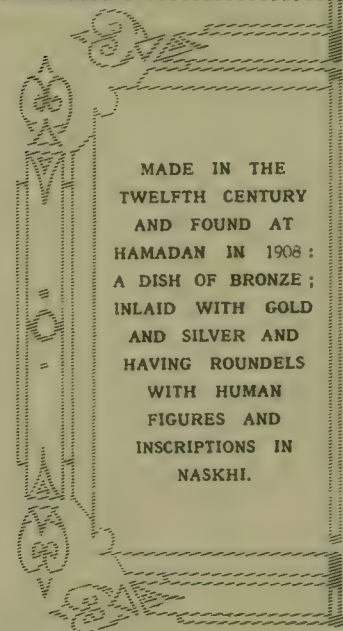 MADE IN THE
TWELFTH CENTURY
AND FOUND AT
HAMADAN IN 1908 :
A DISH OF BRONZE ;
INLAID WITH GOLD
AND SILVER AND
HAVING ROUNDELS
WITH HUMAN
FIGURES AND
INSCRIPTIONS IN
NASKHI.